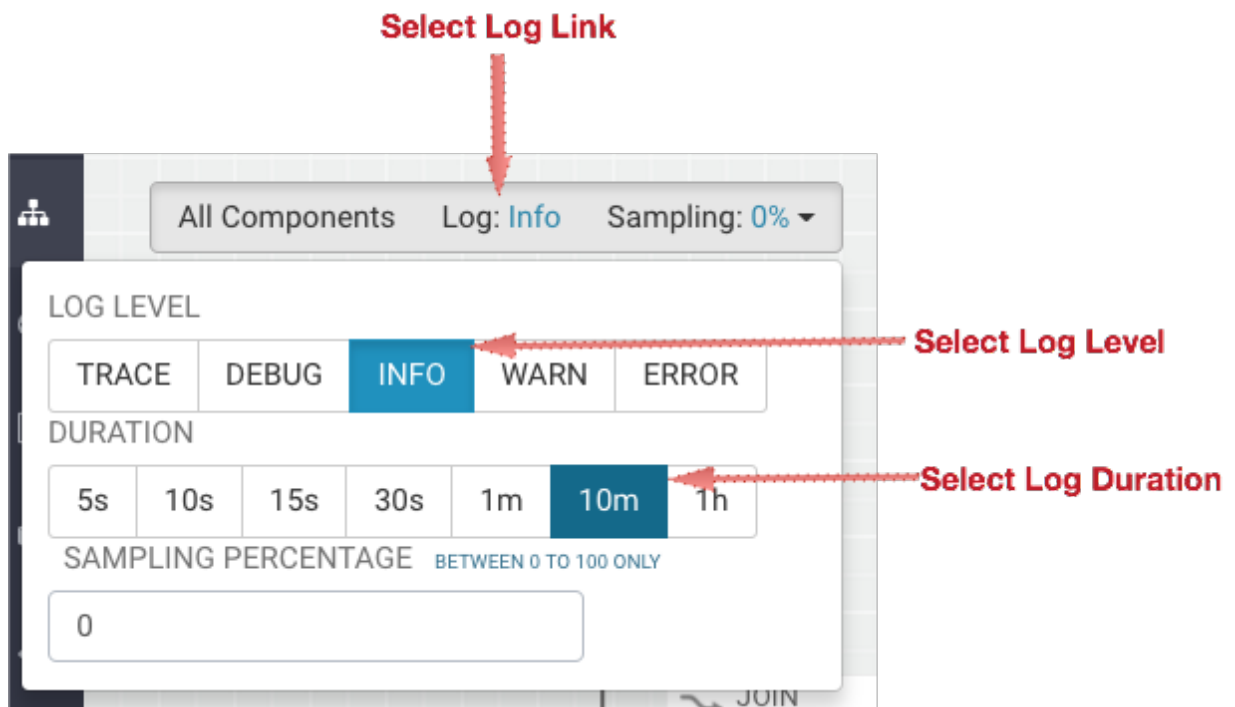 Select Log Link
All Components Log: Info Sampling: 0%
LOG LEVEL
TRACE DEBUG INFO WARN ERROR
Select Log Level
DURATION
5s 10s 15s 30s 1m 10m 1h
Select Log Duration
SAMPLING PERCENTAGE BETWEEN 0 TO 100 ONLY
0
JOIN